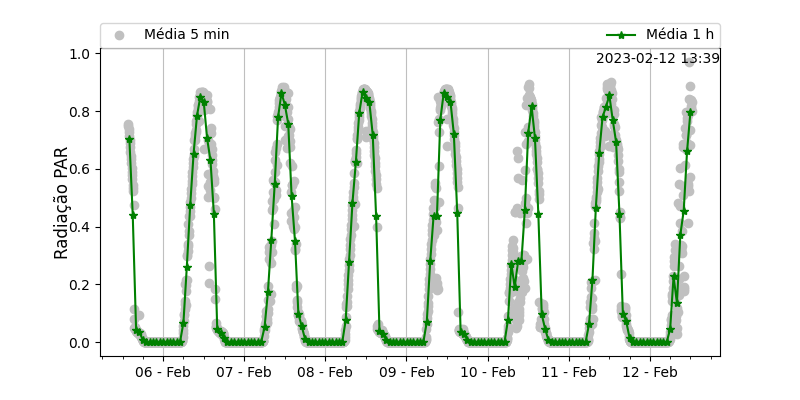 Média 5 min
Média 1 h
2023-02-12 13:39
Radiação PAR
1.0
0.8
0.6
0.4
0.2
0.0
06 - Feb
07 - Feb
08 - Feb
09 - Feb
10 - Feb
11 - Feb
12 - Feb